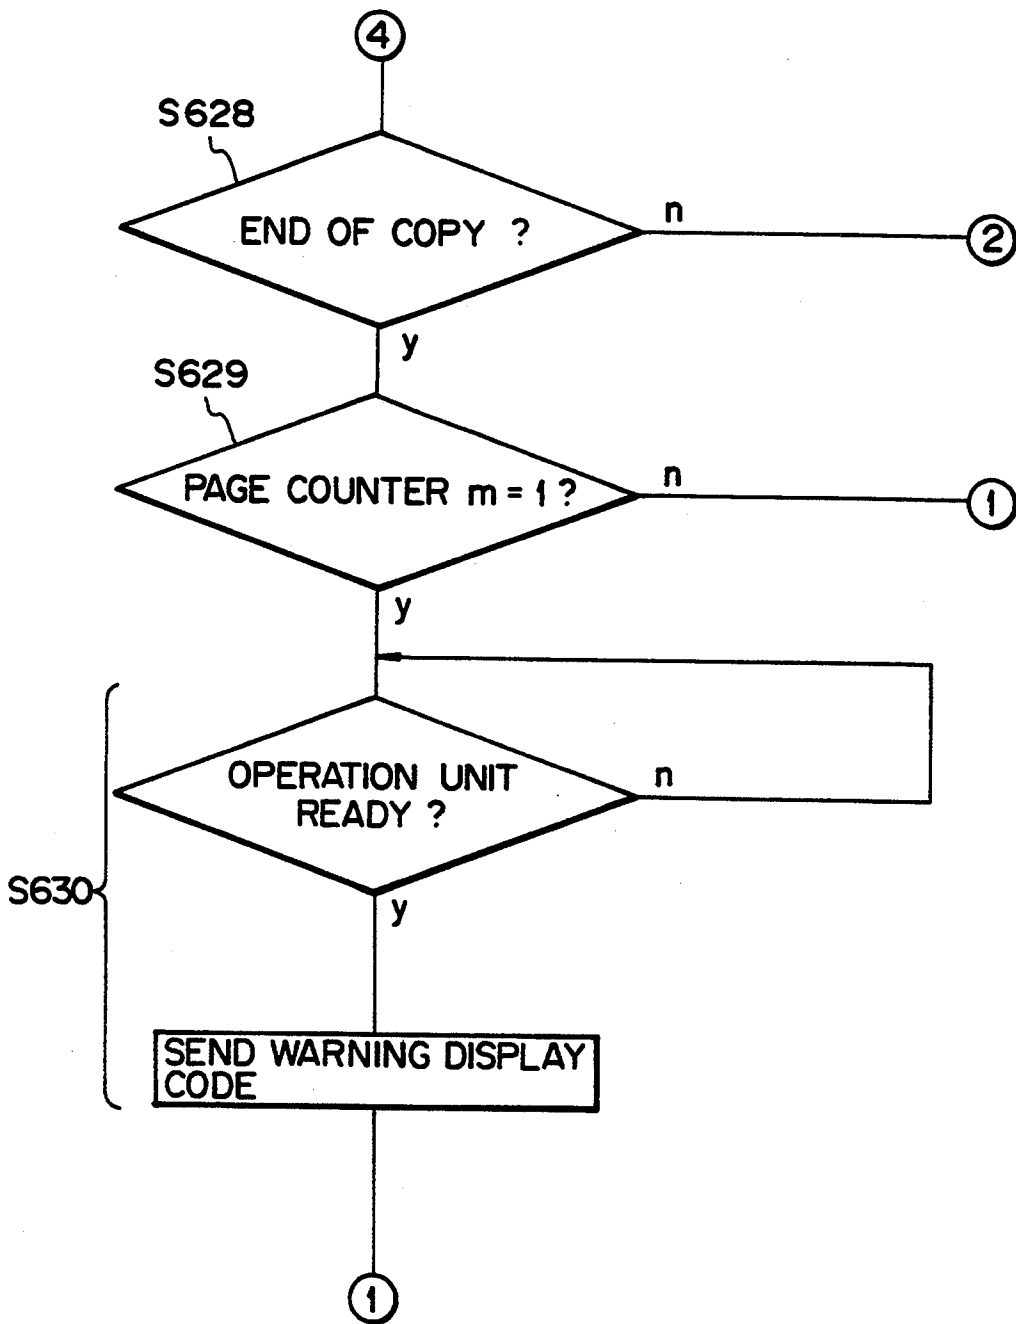 4
S628
END OF COPY ?
n
2
y
S629
PAGE COUNTER m = 1 ?
n
1
y
OPERATION UNIT
READY ?
n
S630
y
SEND WARNING DISPLAY
CODE
1